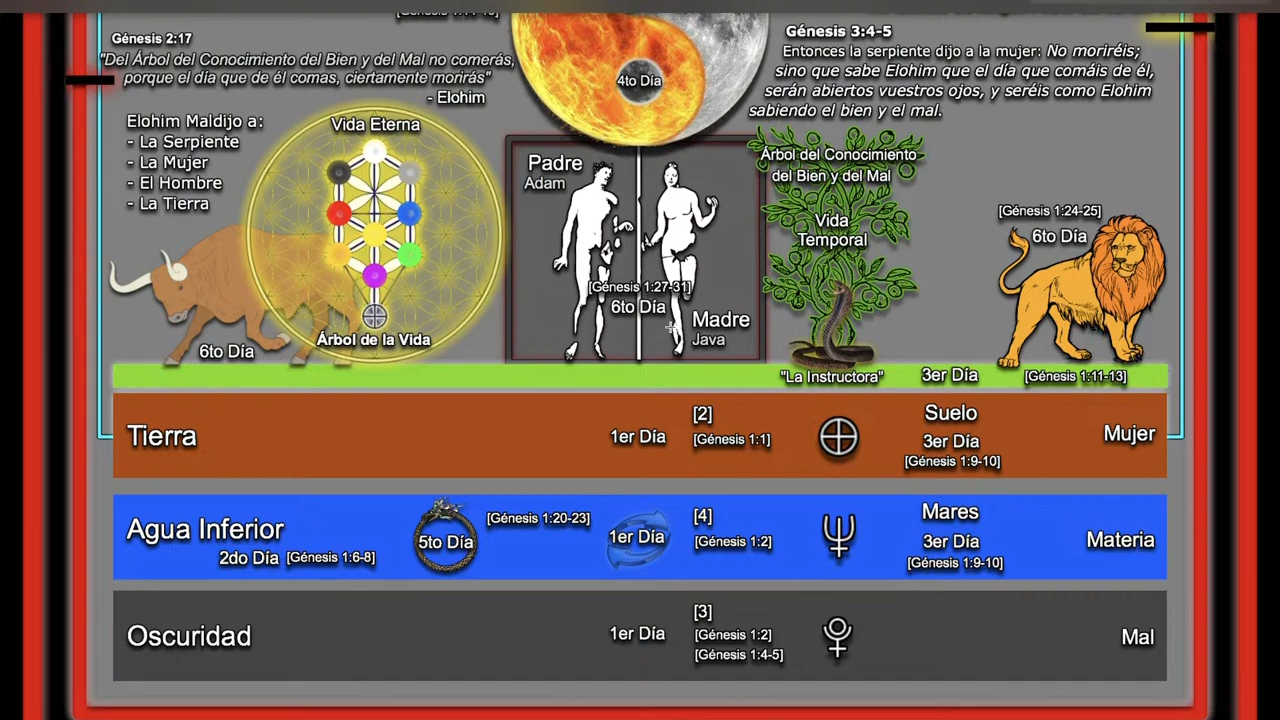 Génesis 2:17
"Del Árbol del Conocimiento del Bien y del Mal no comerás,
porque el día que de él comas, ciertamente morirás"
- Elohim
Elohim Maldijo a:
- La Serpiente
- La Mujer
- El Hombre
- La Tierra
Vida Eterna
Árbol de la Vida
6to Día
4to Día
Padre
Adam
[Génesis 1:27-31]
6to Día
Madre
Java
Génesis 3:4-5
Entonces la serpiente dijo a la mujer: No moriréis;
sino que sabe Elohim que el día que comáis de él,
serán abiertos vuestros ojos, y seréis como Elohim
sabiendo el bien y el mal.
Árbol del Conocimiento
del Bien y del Mal
Vida
Temporal
[Génesis 1:24-25]
6to Día
"La Instructora"
3er Día
[Génesis 1:11-13]
Tierra
1er Día
[2]
[Génesis 1:1]
Suelo
3er Día
[Génesis 1:9-10]
Mujer
Agua Inferior
2do Día [Génesis 1:6-8]
5to Día
[Génesis 1:20-23]
1er Día
[4]
[Génesis 1:2]
Mares
3er Día
[Génesis 1:9-10]
Materia
Oscuridad
1er Día
[3]
[Génesis 1:2]
[Génesis 1:4-5]
Mal